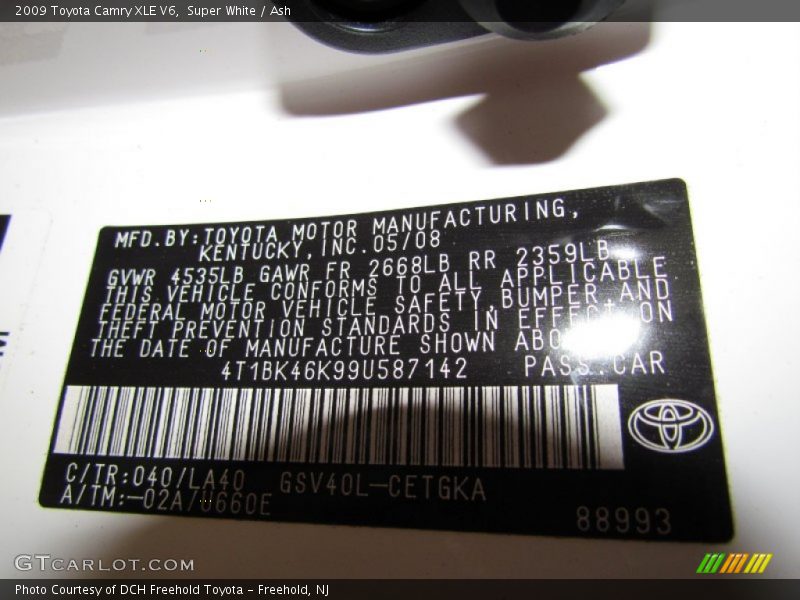 2009 Toyota Camry XLE V6, Super White / Ash
MFD.BY:TOYOTA MOTOR MANUFACTURING,
KENTUCKY,INC.05/08
GVWR 4535LB GAWR FR 2668LB RR 2359LB
THIS VEHICLE CONFORMS TO ALL APPLICABLE
FEDERAL MOTOR VEHICLE SAFETY,BUMPER,AND
THEFT PREVENTION STANDARDS IN EFFECT ON
THE DATE OF MANUFACTURE SHOWN
4T1BK46K99U587142 PASS.CAR
C/TR:040/LA40 GSV40L-CETGKA
A/TM:-02A/U660E
88993
GTCARLOT.COM
Photo Courtesy of DCH Freehold Toyota - Freehold, NJ